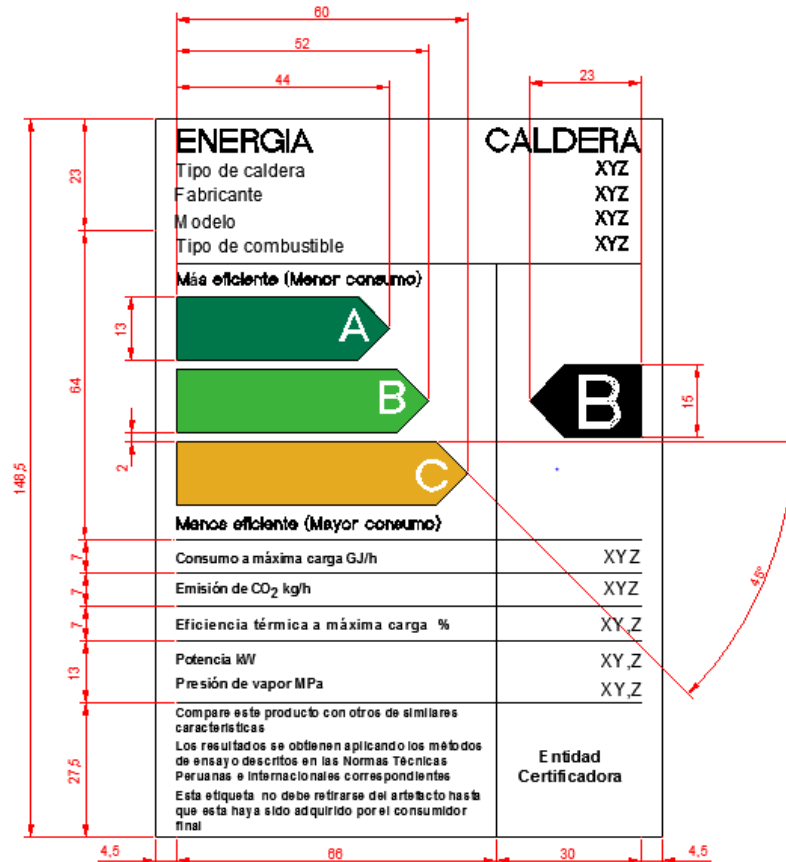 60
52
44
23
ENERGIA CALDERA
Tipo de caldera XYZ
Fabricante XYZ
Modelo XYZ
Tipo de combustible XYZ
23
Más eficiente (Menor consumo)
A
13
B
B
15
64
2
C
148,5
Menos eficiente (Mayor consumo)
45°
7
Consumo a máxima carga GJ/h XYZ
7
Emisión de CO2 kg/h XYZ
7
Eficiencia térmica a máxima carga % XY,Z
13
Potencia kW XY,Z
Presión de vapor MPa XY,Z
27,5
Compare este producto con otros de similares
características
Los resultados se obtienen aplicando los métodos
de ensayo descritos en las Normas Técnicas
Peruanas e Internacionales correspondientes
Esta etiqueta no debe retirarse del artefacto hasta
que esta haya sido adquirido por el consumidor
final
Entidad
Certificadora
4,5 66 30 4,5